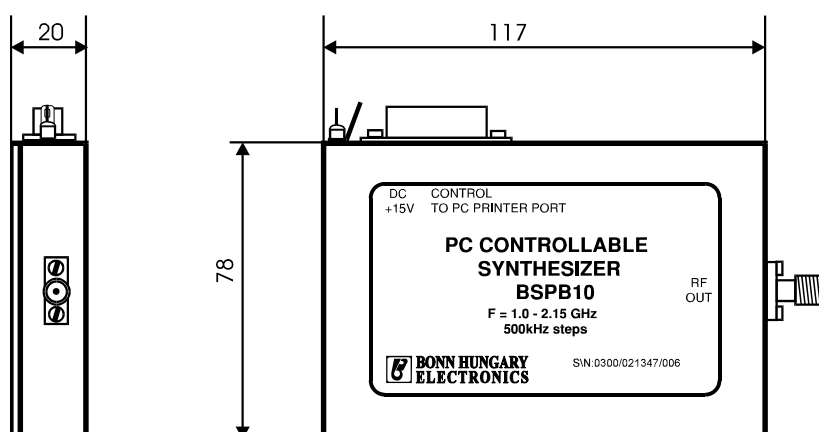 20
117
78
DC CONTROL
+15V TO PC PRINTER PORT
PC CONTROLLABLE
SYNTHESIZER
BSPB10
F = 1.0 - 2.15 GHz
500kHz steps
RF
OUT
BONN HUNGARY
ELECTRONICS
S\N:0300/021347/006